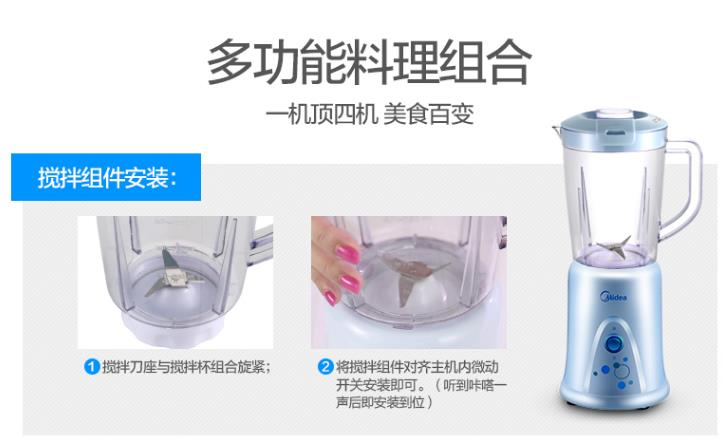 多功能料理组合
一机顶四机 美食百变
搅拌组件安装：
1 搅拌刀座与搅拌杯组合旋紧；
2 将搅拌组件对齐主机内微动
开关安装即可。（听到咔嗒一
声后即安装到位）
Midea